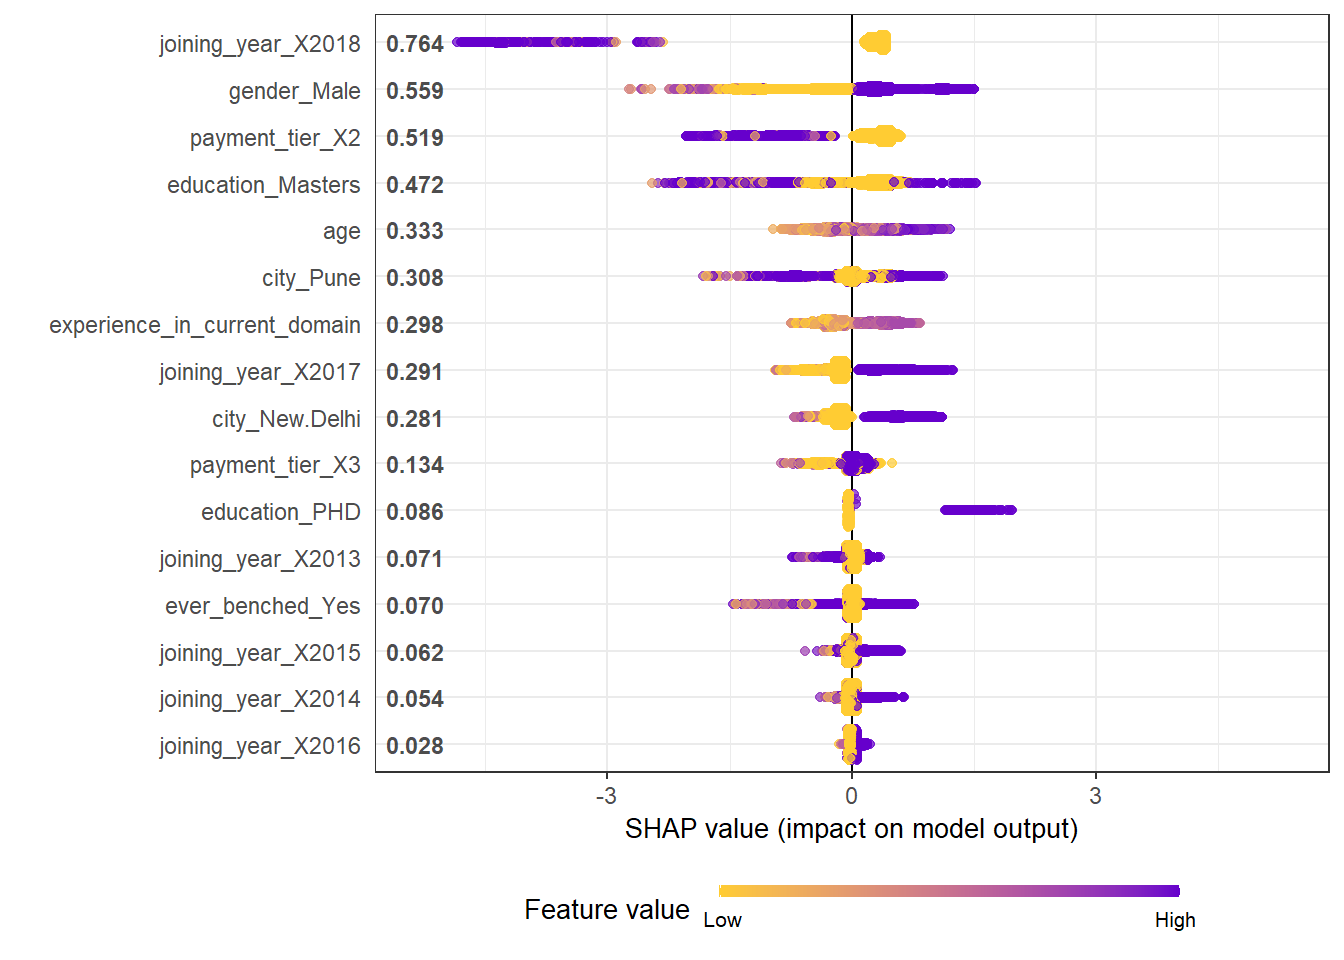 joining_year_X2018 0.764
gender_Male 0.559
payment_tier_X2 0.519
education_Masters 0.472
age 0.333
city_Pune 0.308
experience_in_current_domain 0.298
joining_year_X2017 0.291
city_New.Delhi 0.281
payment_tier_X3 0.134
education_PHD 0.086
joining_year_X2013 0.071
ever_benched_Yes 0.070
joining_year_X2015 0.062
joining_year_X2014 0.054
joining_year_X2016 0.028
-3 0 3
SHAP value (impact on model output)
Feature value
Low High